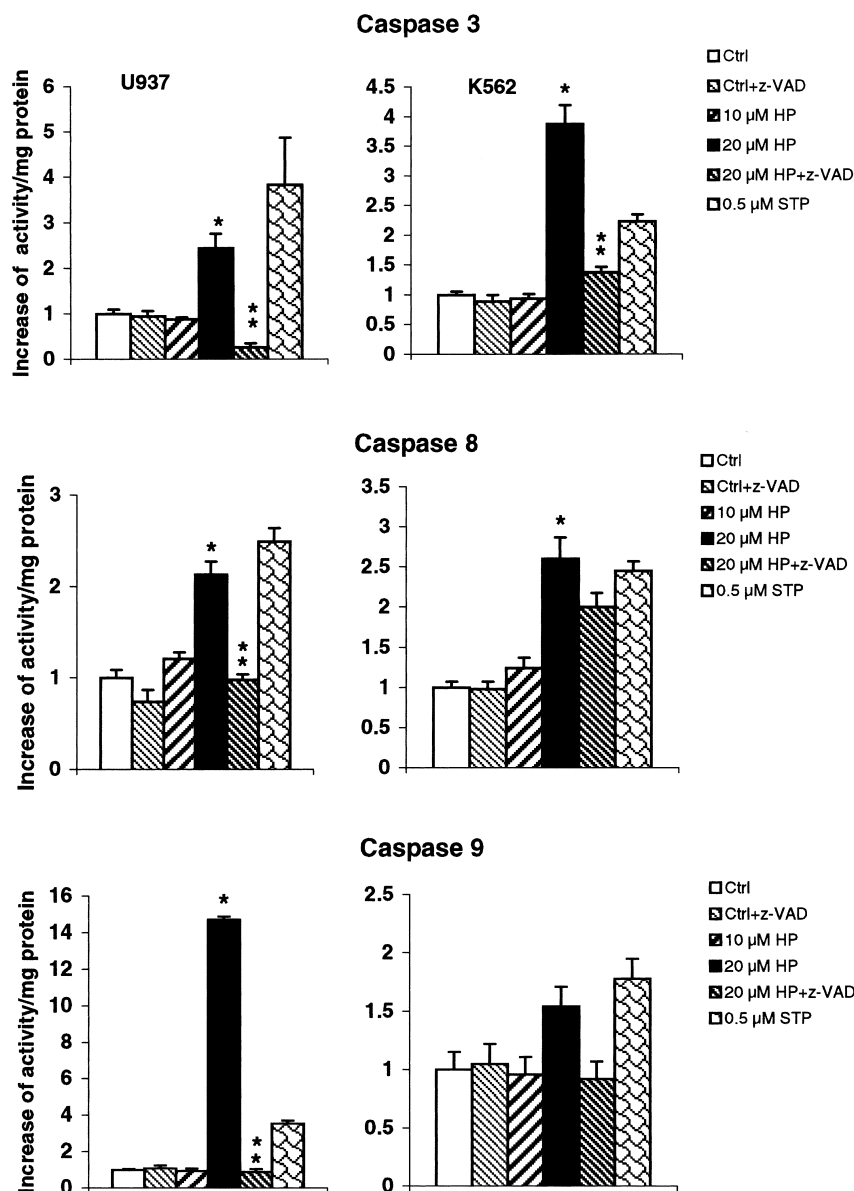 Caspase 3
U937
K562
Increase of activity/mg protein
6
5
4
3
2
1
0
*
*
*
4.5
4
3.5
3
2.5
2
1.5
1
0.5
0
*
*
*
Ctrl
Ctrl+z-VAD
10 µM HP
20 µM HP
20 µM HP+z-VAD
0.5 µM STP
Caspase 8
Increase of activity/mg protein
3
2
1
0
*
*
*
3.5
3
2.5
2
1.5
1
0.5
0
*
Ctrl
Ctrl+z-VAD
10 µM HP
20 µM HP
20 µM HP+z-VAD
0.5 µM STP
Caspase 9
Increase of activity/mg protein
16
14
12
10
8
6
4
2
0
*
*
*
2.5
2
1.5
1
0.5
0
Ctrl
Ctrl+z-VAD
10 µM HP
20 µM HP
20 µM HP+z-VAD
0.5 µM STP